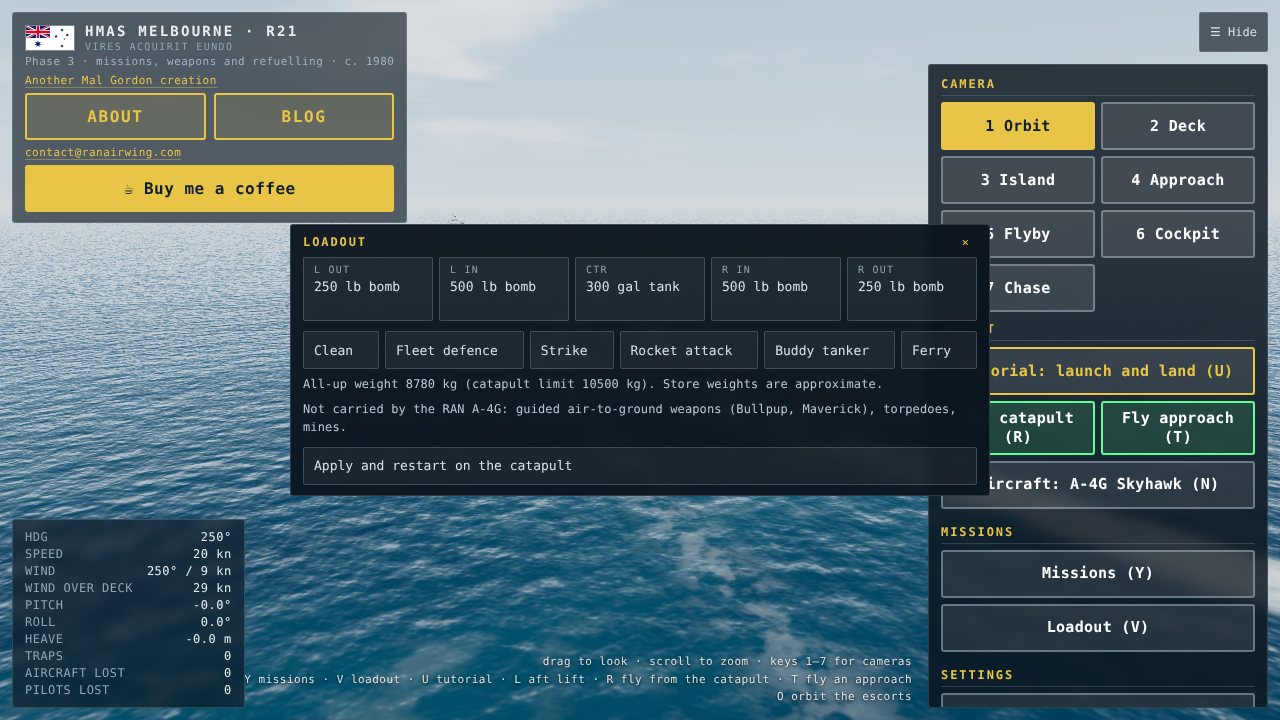 HMAS MELBOURNE · R21
VIRES ACQUIRIT EUNDO
Phase 3 · missions, weapons and refuelling · c. 1980
Another Mal Gordon creation
ABOUT
BLOG
contact@ranairwing.com
☕ Buy me a coffee
☰ Hide
CAMERA
1 Orbit
2 Deck
3 Island
4 Approach
5 Flyby
6 Cockpit
7 Chase
T
orial: launch and land (U)
catapult
(R)
Fly approach
(T)
ircraft: A-4G Skyhawk (N)
MISSIONS
Missions (Y)
Loadout (V)
SETTINGS
LOADOUT
×
L OUT
250 lb bomb
L IN
500 lb bomb
CTR
300 gal tank
R IN
500 lb bomb
R OUT
250 lb bomb
Clean
Fleet defence
Strike
Rocket attack
Buddy tanker
Ferry
All-up weight 8780 kg (catapult limit 10500 kg). Store weights are approximate.
Not carried by the RAN A-4G: guided air-to-ground weapons (Bullpup, Maverick), torpedoes,
mines.
Apply and restart on the catapult
HDG 250°
SPEED 20 kn
WIND 250° / 9 kn
WIND OVER DECK 29 kn
PITCH -0.0°
ROLL 0.0°
HEAVE -0.0 m
TRAPS 0
AIRCRAFT LOST 0
PILOTS LOST 0
drag to look · scroll to zoom · keys 1–7 for cameras
Y missions · V loadout · U tutorial · L aft lift · R fly from the catapult · T fly an approach
O orbit the escorts